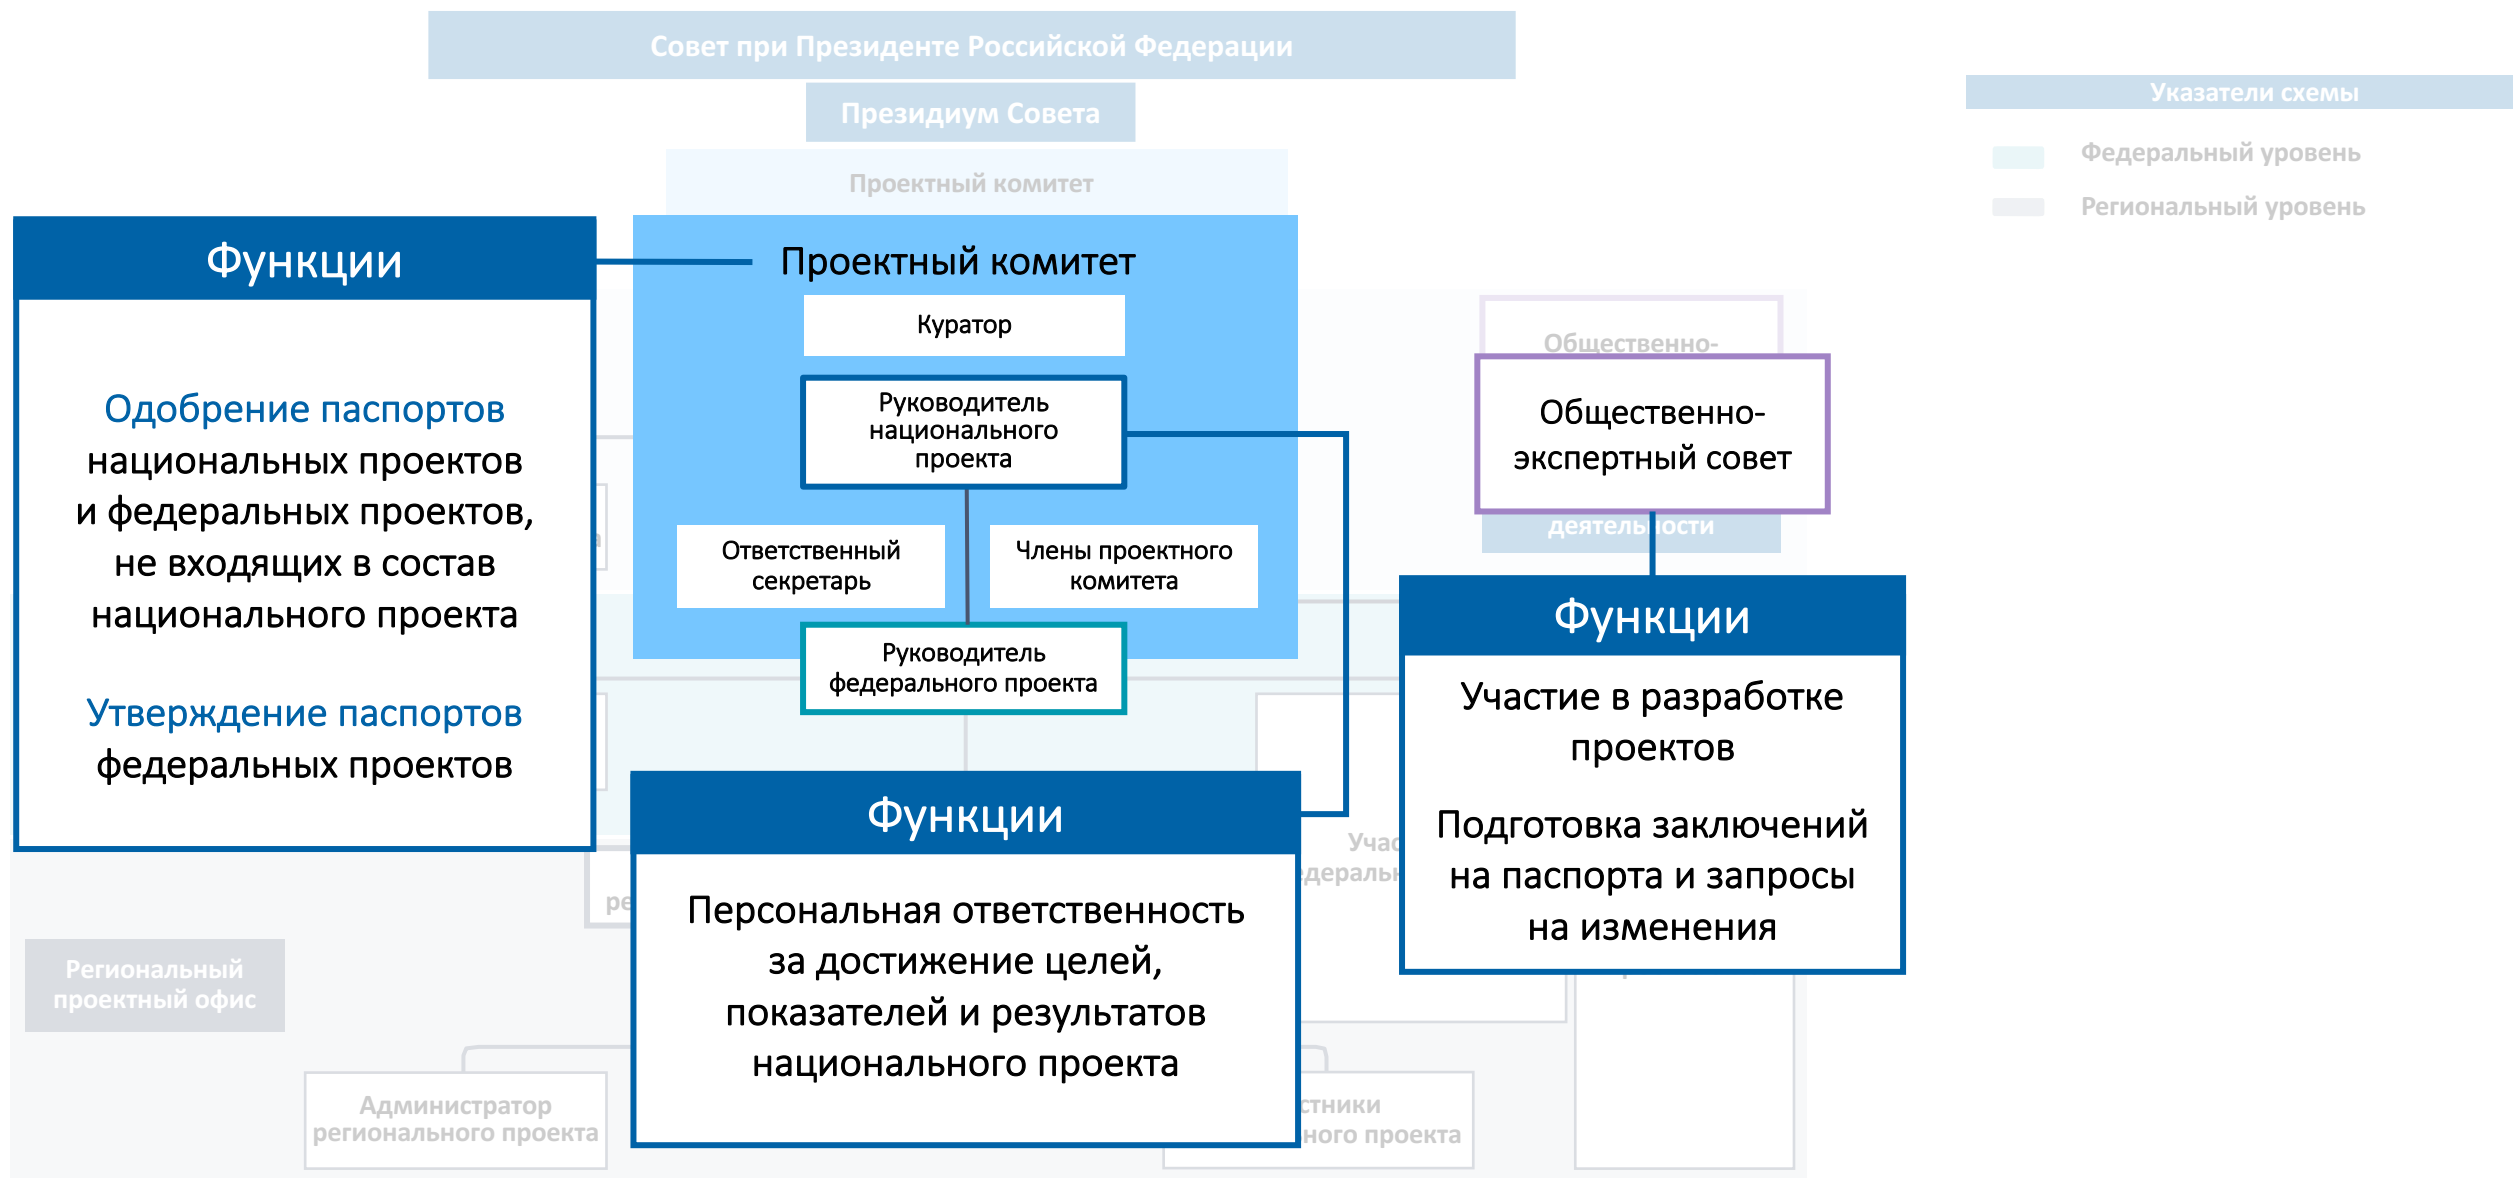 Совет при Президенте Российской Федерации
Президиум Совета
Проектный комитет
Указатели схемы
Федеральный уровень
Региональный уровень
Функции
Одобрение паспортов
национальных проектов
и федеральных проектов,
не входящих в состав
национального проекта
Утверждение паспортов
федеральных проектов
Проектный комитет
Куратор
Руководитель
национального
проекта
Ответственный
секретарь
Члены проектного
комитета
Руководитель
федерального проекта
Функции
Персональная ответственность
за достижение целей,
показателей и результатов
национального проекта
Общественно-
Общественно-
экспертный совет
деятельности
Функции
Участие в разработке
проектов
Подготовка заключений
на паспорта и запросы
на изменения
Региональный
проектный офис
Администратор
регионального проекта
проекта